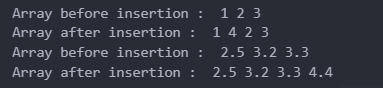 Array before insertion :  1 2 3
Array after insertion :  1 4 2 3
Array before insertion :  2.5 3.2 3.3
Array after insertion :  2.5 3.2 3.3 4.4